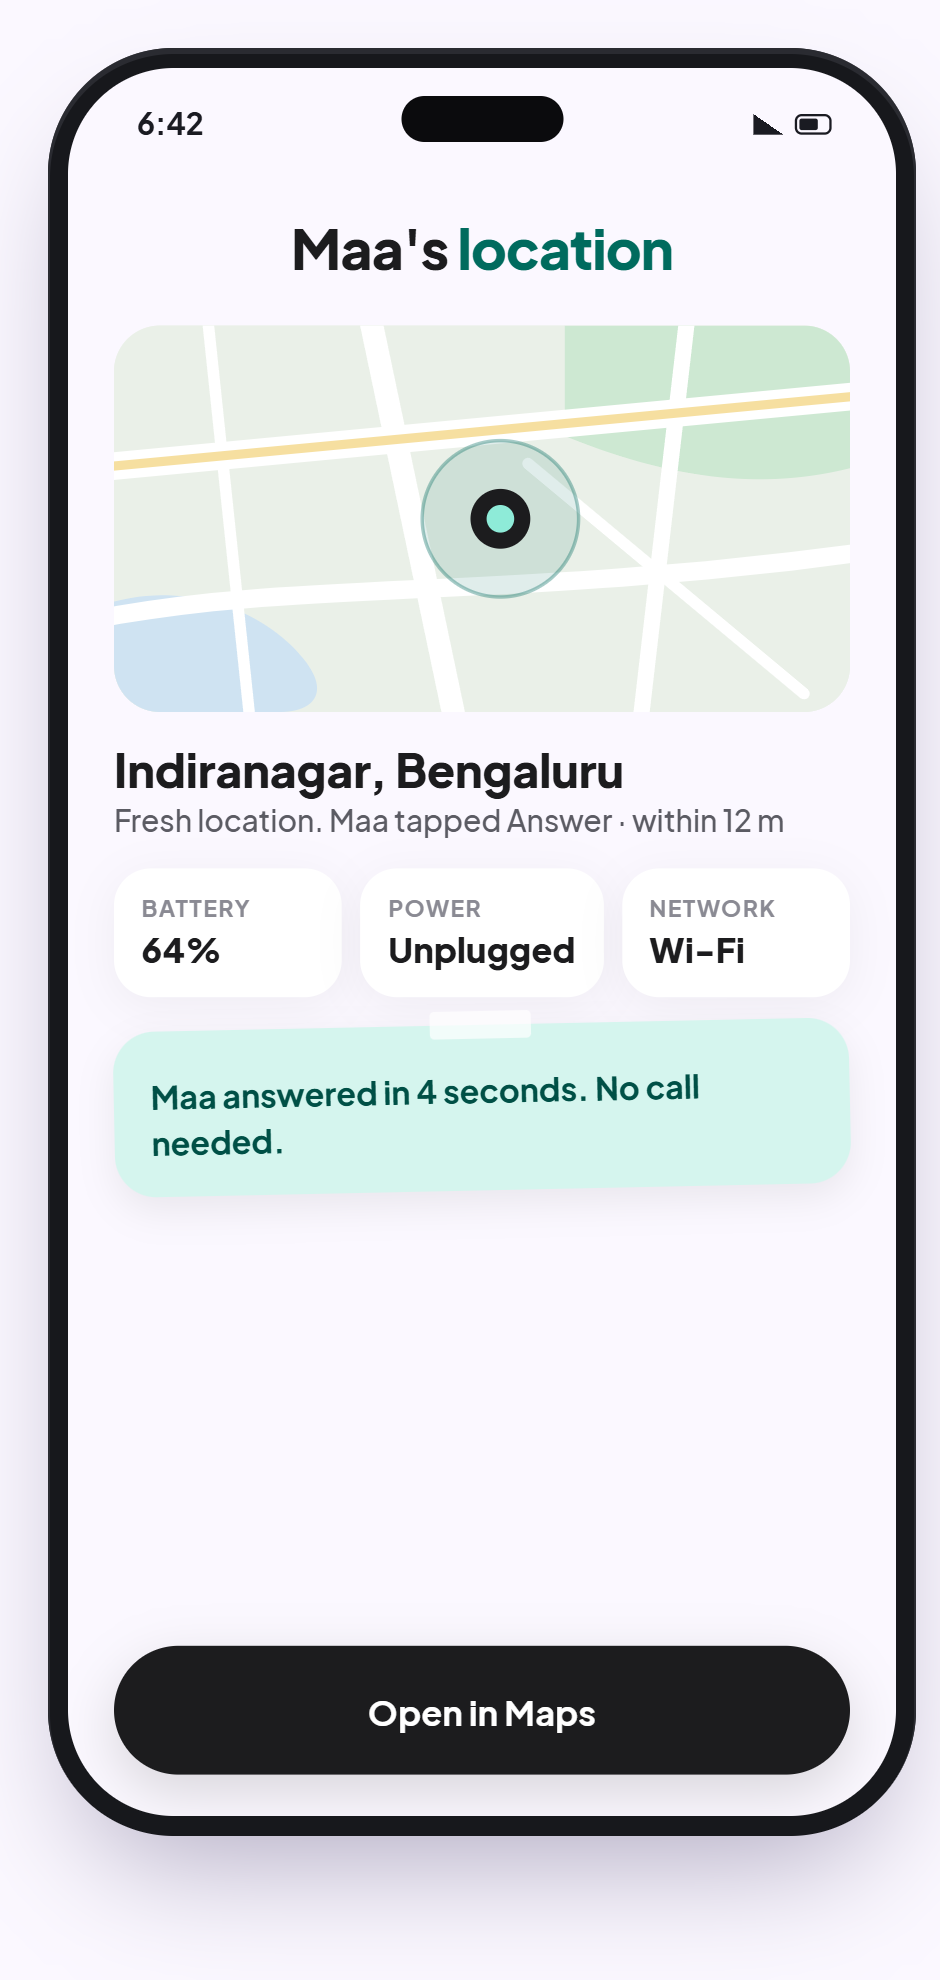 6:42
Maa's location
Indiranagar, Bengaluru
Fresh location. Maa tapped Answer · within 12 m
BATTERY
64%
POWER
Unplugged
NETWORK
Wi-Fi
Maa answered in 4 seconds. No call
needed.
Open in Maps